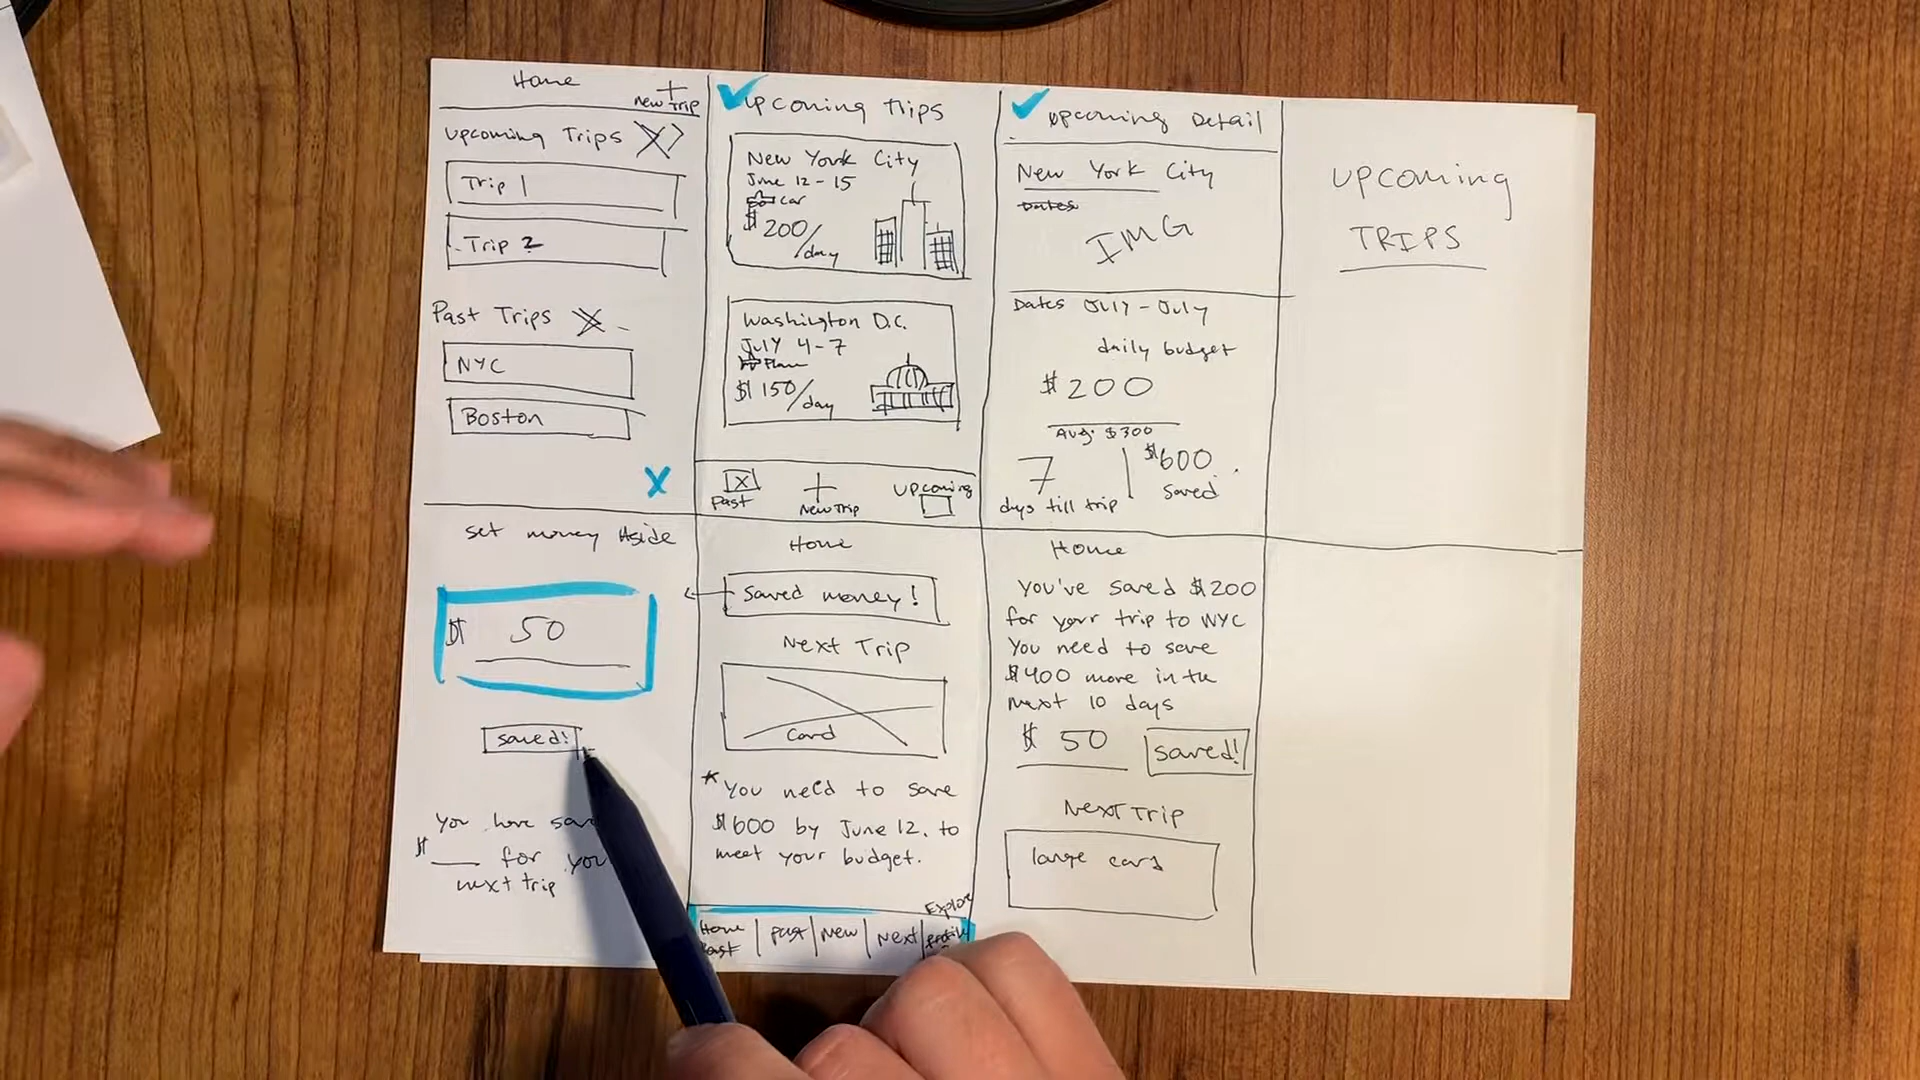 Home
+
New Trip
Upcoming Trips
Trip 1
Trip 2
Past Trips
NYC
Boston
X
Upcoming Trips
New York City
June 12-15
car
$200/day
Washington D.C.
July 4-7
Plane
$150/day
Past
New Trip
Upcoming
Upcoming Detail
New York City
Dates
IMG
Dates July - July
daily budget
$200
Avg. $300
7
days till trip
$600
saved
UPCOMING
TRIPS
set money Aside
$ 50
saved!
You have
$ ___ for
next trip
Home
Saved money!
Next Trip
Card
*You need to save
$600 by June 12. to
meet your budget.
Explore
Home
Past
Past
New
Next
Profile
Home
You've saved $200
for your trip to NYC
You need to save
$400 more in the
next 10 days
$ 50
saved!
Next Trip
large card